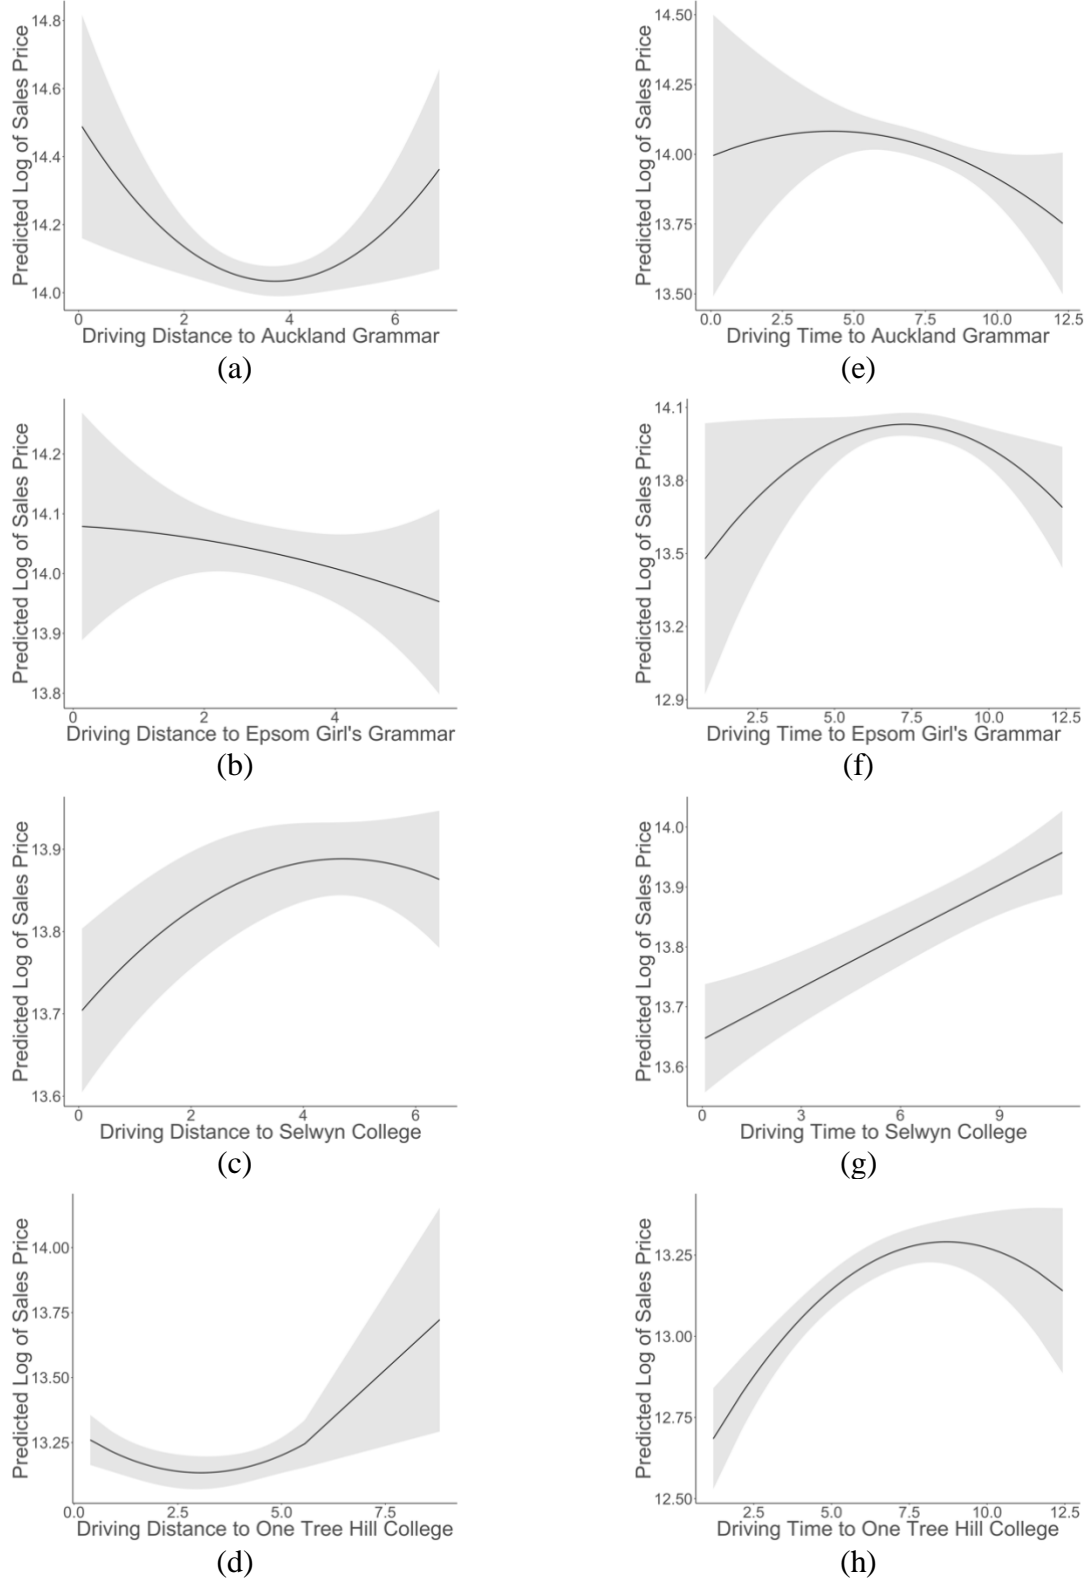 Predicted Log of Sales Price
14.8
14.6
14.4
14.2
14.0
0 2 4 6
Driving Distance to Auckland Grammar
(a)
Predicted Log of Sales Price
14.50
14.25
14.00
13.75
13.50
0.0 2.5 5.0 7.5 10.0 12.5
Driving Time to Auckland Grammar
(e)
Predicted Log of Sales Price
14.2
14.1
14.0
13.9
13.8
0 2 4
Driving Distance to Epsom Girl's Grammar
(b)
Predicted Log of Sales Price
14.1
13.8
13.5
13.2
12.9
2.5 5.0 7.5 10.0 12.5
Driving Time to Epsom Girl's Grammar
(f)
Predicted Log of Sales Price
13.9
13.8
13.7
13.6
0 2 4 6
Driving Distance to Selwyn College
(c)
Predicted Log of Sales Price
14.0
13.9
13.8
13.7
13.6
0 3 6 9
Driving Time to Selwyn College
(g)
Predicted Log of Sales Price
14.00
13.75
13.50
13.25
0.0 2.5 5.0 7.5
Driving Distance to One Tree Hill College
(d)
Predicted Log of Sales Price
13.25
13.00
12.75
12.50
2.5 5.0 7.5 10.0 12.5
Driving Time to One Tree Hill College
(h)